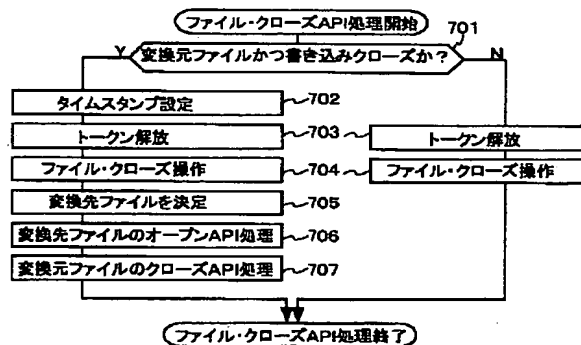 ファイル・クローズAPI処理開始
701
Y 変換元ファイルかつ書き込みクローズか? N
タイムスタンプ設定 702
トークン解放 703 トークン解放
ファイル・クローズ操作 704 ファイル・クローズ操作
変換先ファイルを決定 705
変換先ファイルのオープンAPI処理 706
変換元ファイルのクローズAPI処理 707
ファイル・クローズAPI処理終了